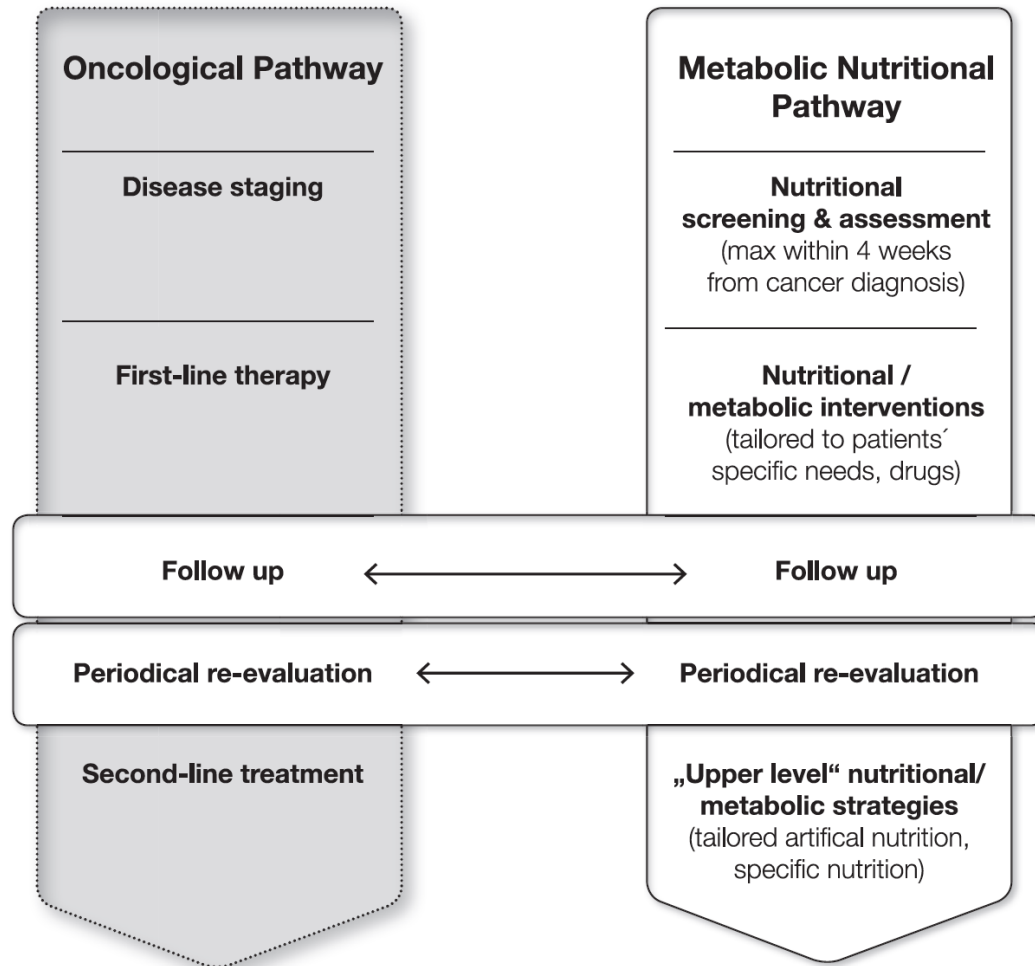 Oncological Pathway
Disease staging
First-line therapy
Metabolic Nutritional
Pathway
Nutritional
screening & assessment
(max within 4 weeks
from cancer diagnosis)
Nutritional /
metabolic interventions
(tailored to patients´
specific needs, drugs)
Follow up
Follow up
Periodical re-evaluation
Periodical re-evaluation
Second-line treatment
„Upper level“ nutritional/
metabolic strategies
(tailored artifical nutrition,
specific nutrition)